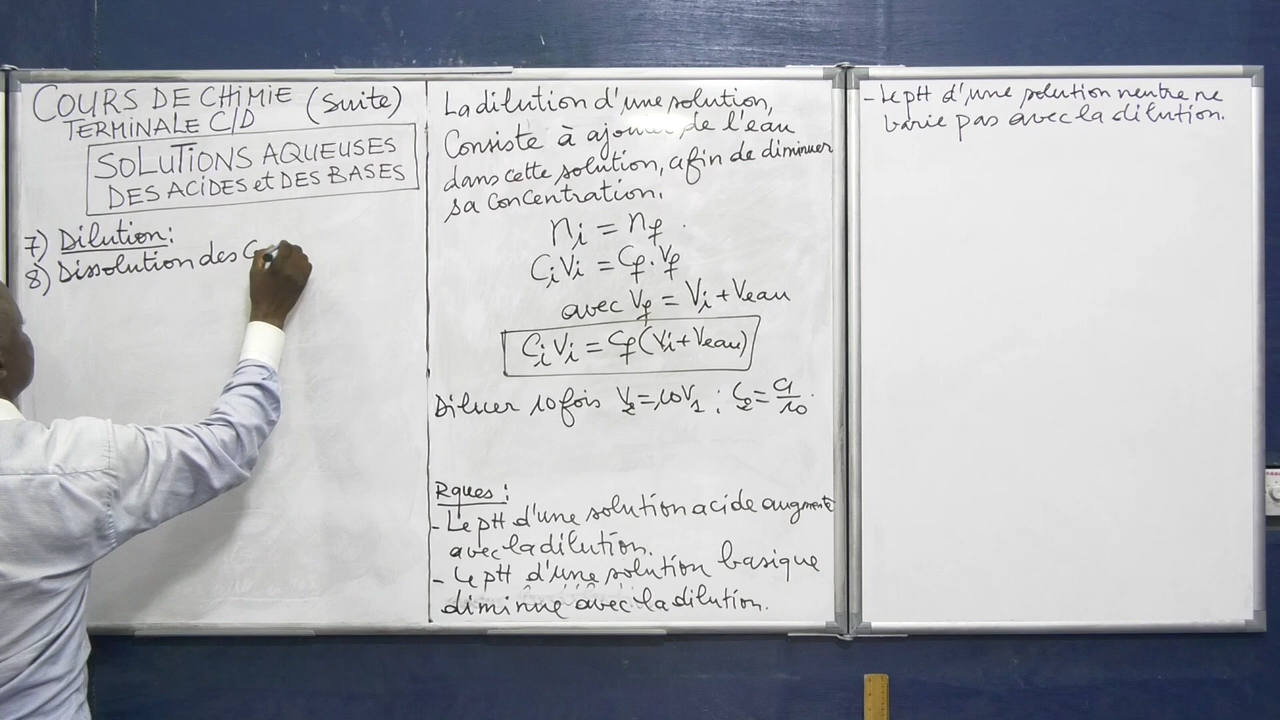 COURS DE CHIMIE (Suite)
TERMINALE C/D
SOLUTIONS AQUEUSES
DES ACIDES et DES BASES
7) Dilution:
8) Dissolution des C
La dilution d'une solution,
Consiste à ajouter de l'eau
dans cette solution, afin de diminuer
sa concentration.
ni = nf.
CiVi = Cf.Vf
avec Vf = Vi + Veau
CiVi = Cf(Vi+Veau)
Diluer 10 fois V2=10V1 ; C2=C1/10.
Rques:
- Le pH d'une solution acide augmente
avec la dilution.
- Le pH d'une solution basique
diminue avec la dilution.
- Le pH d'une solution neutre ne
varie pas avec la dilution.